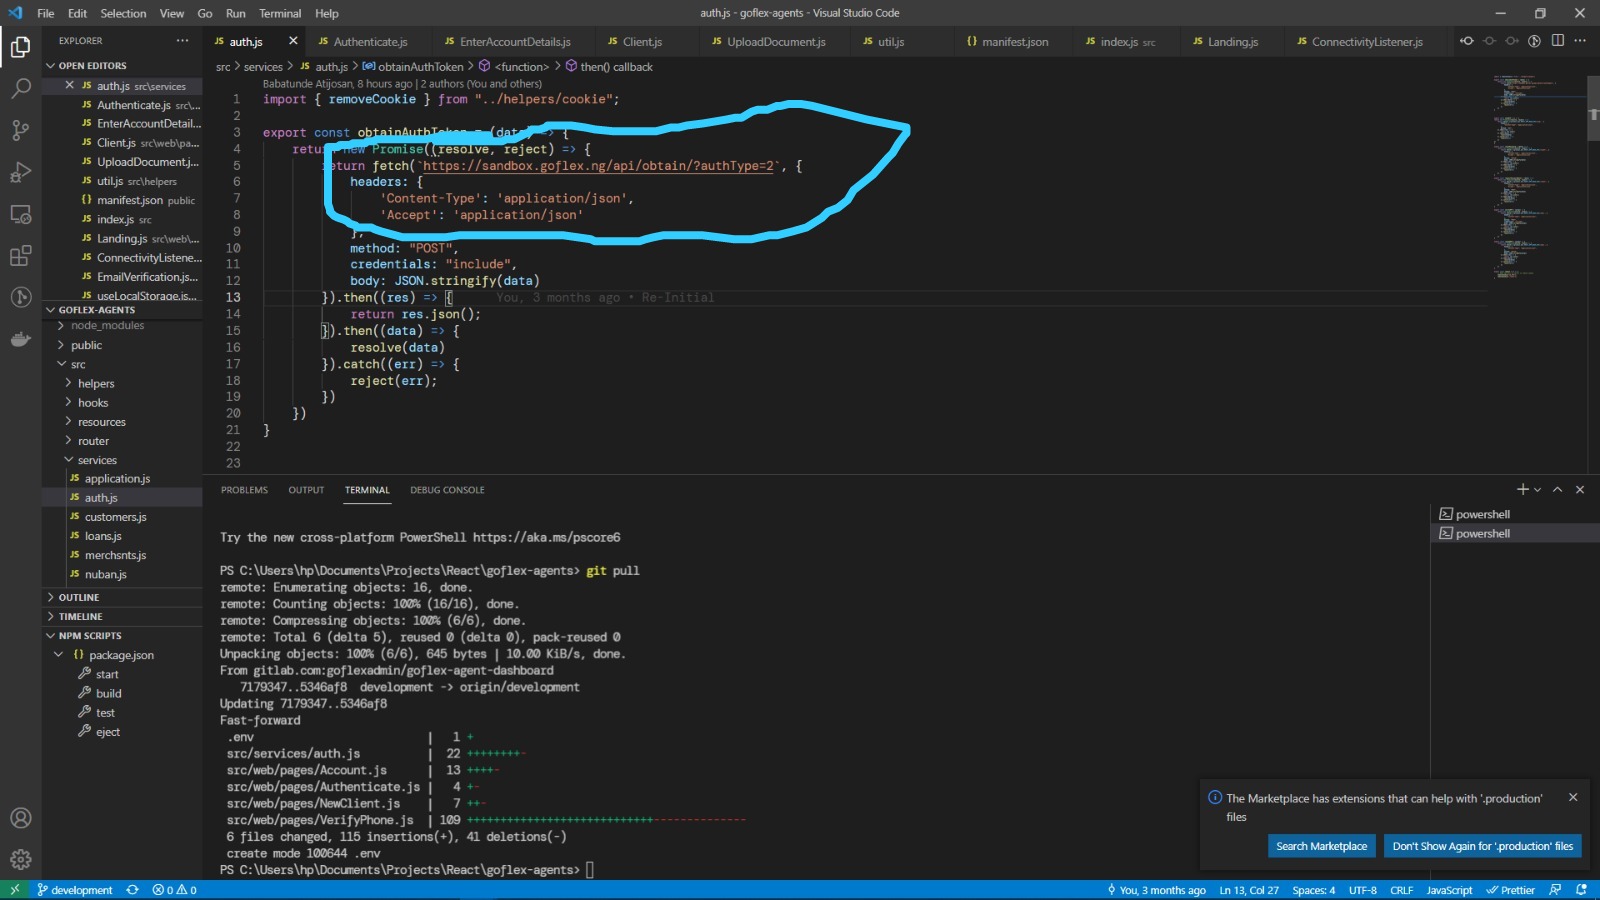 File Edit Selection View Go Run Terminal Help
auth.js - goflex-agents - Visual Studio Code
EXPLORER
OPEN EDITORS
JS auth.js src\services
JS Authenticate.js src\...
JS EnterAccountDetail...
JS Client.js src\web\pa...
JS UploadDocument.j...
JS util.js src\helpers
{} manifest.json public
JS index.js src
JS Landing.js src\web\...
JS ConnectivityListene...
JS EmailVerification.js...
JS useLocalStorage.js...
GOFLEX-AGENTS
node_modules
public
src
helpers
hooks
resources
router
services
JS application.js
JS auth.js
JS customers.js
JS loans.js
JS merchsnts.js
JS nuban.js
OUTLINE
TIMELINE
NPM SCRIPTS
{} package.json
start
build
test
eject
JS auth.js JS Authenticate.js JS EnterAccountDetails.js JS Client.js JS UploadDocument.js JS util.js {} manifest.json JS index.js src JS Landing.js JS ConnectivityListener.js
src > services > JS auth.js > obtainAuthToken > <function> > then() callback
Babatunde Atijosan, 8 hours ago | 2 authors (You and others)
1 import { removeCookie } from "../helpers/cookie";
2
3 export const obtainAuthToken = (data) => {
4 return new Promise((resolve, reject) => {
5 return fetch(`https://sandbox.goflex.ng/api/obtain/?authType=2`, {
6 headers: {
7 'Content-Type': 'application/json',
8 'Accept': 'application/json'
9 },
10 method: "POST",
11 credentials: "include",
12 body: JSON.stringify(data)
13 }).then((res) => { You, 3 months ago • Re-Initial
14 return res.json();
15 }).then((data) => {
16 resolve(data)
17 }).catch((err) => {
18 reject(err);
19 })
20 })
21 }
22
23
PROBLEMS OUTPUT TERMINAL DEBUG CONSOLE
powershell
powershell
Try the new cross-platform PowerShell https://aka.ms/pscore6
PS C:\Users\hp\Documents\Projects\React\goflex-agents> git pull
remote: Enumerating objects: 16, done.
remote: Counting objects: 100% (16/16), done.
remote: Compressing objects: 100% (6/6), done.
remote: Total 6 (delta 5), reused 0 (delta 0), pack-reused 0
Unpacking objects: 100% (6/6), 645 bytes | 10.00 KiB/s, done.
From gitlab.com:goflexadmin/goflex-agent-dashboard
7179347..5346af8 development -> origin/development
Updating 7179347..5346af8
Fast-forward
.env | 1 +
src/services/auth.js | 22 ++++++++-
src/web/pages/Account.js | 13 ++++-
src/web/pages/Authenticate.js | 4 +-
src/web/pages/NewClient.js | 7 ++-
src/web/pages/VerifyPhone.js | 109 ++++++++++++++++++++++++++++--------------
6 files changed, 115 insertions(+), 41 deletions(-)
create mode 100644 .env
PS C:\Users\hp\Documents\Projects\React\goflex-agents>
The Marketplace has extensions that can help with '.production'
files
Search Marketplace Don't Show Again for '.production' files
development 0 0 You, 3 months ago Ln 13, Col 27 Spaces: 4 UTF-8 CRLF JavaScript Prettier